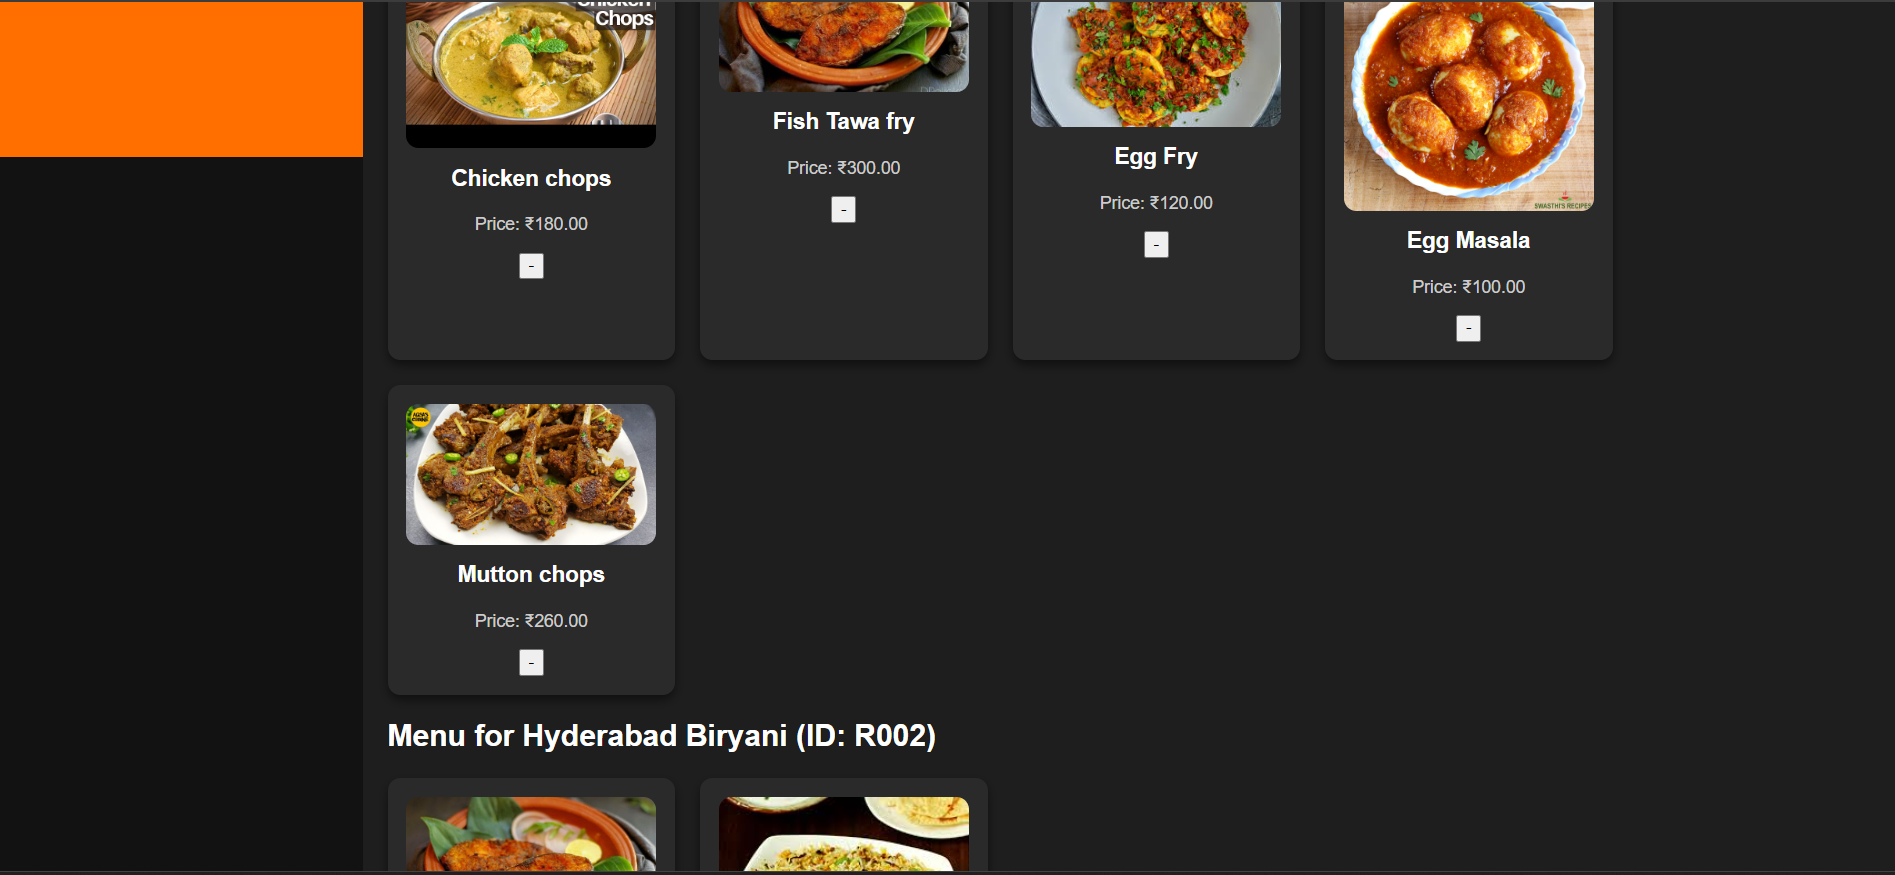 Chicken
Chops
Chicken chops
Price: ₹180.00
-
Fish Tawa fry
Price: ₹300.00
-
Egg Fry
Price: ₹120.00
-
SWASTHI'S RECIPES
Egg Masala
Price: ₹100.00
-
Mutton chops
Price: ₹260.00
-
Menu for Hyderabad Biryani (ID: R002)